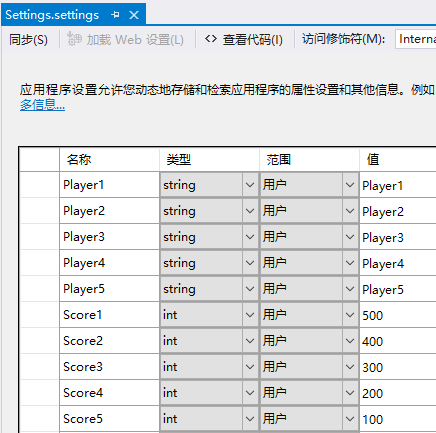 Settings.settings
同步(S) 加载 Web 设置(L) 查看代码(I) 访问修饰符(M): Interna
应用程序设置允许您动态地存储和检索应用程序的属性设置和其他信息。例如
多信息...
名称 类型 范围 值
Player1 string 用户 Player1
Player2 string 用户 Player2
Player3 string 用户 Player3
Player4 string 用户 Player4
Player5 string 用户 Player5
Score1 int 用户 500
Score2 int 用户 400
Score3 int 用户 300
Score4 int 用户 200
Score5 int 用户 100